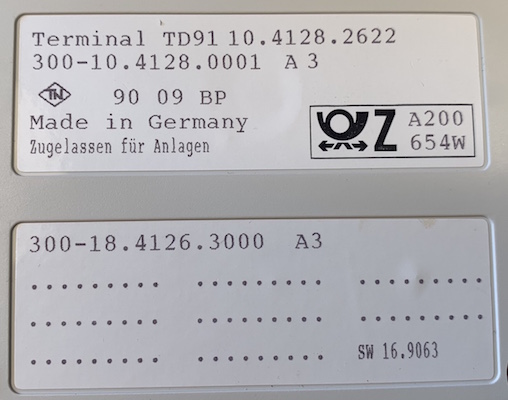 Terminal TD91 10.4128.2622
300-10.4128.0001 A3
TN 90 09 BP
Made in Germany
Zugelassen für Anlagen
Z A200
654W
300-18.4126.3000 A3
SW 16.9063